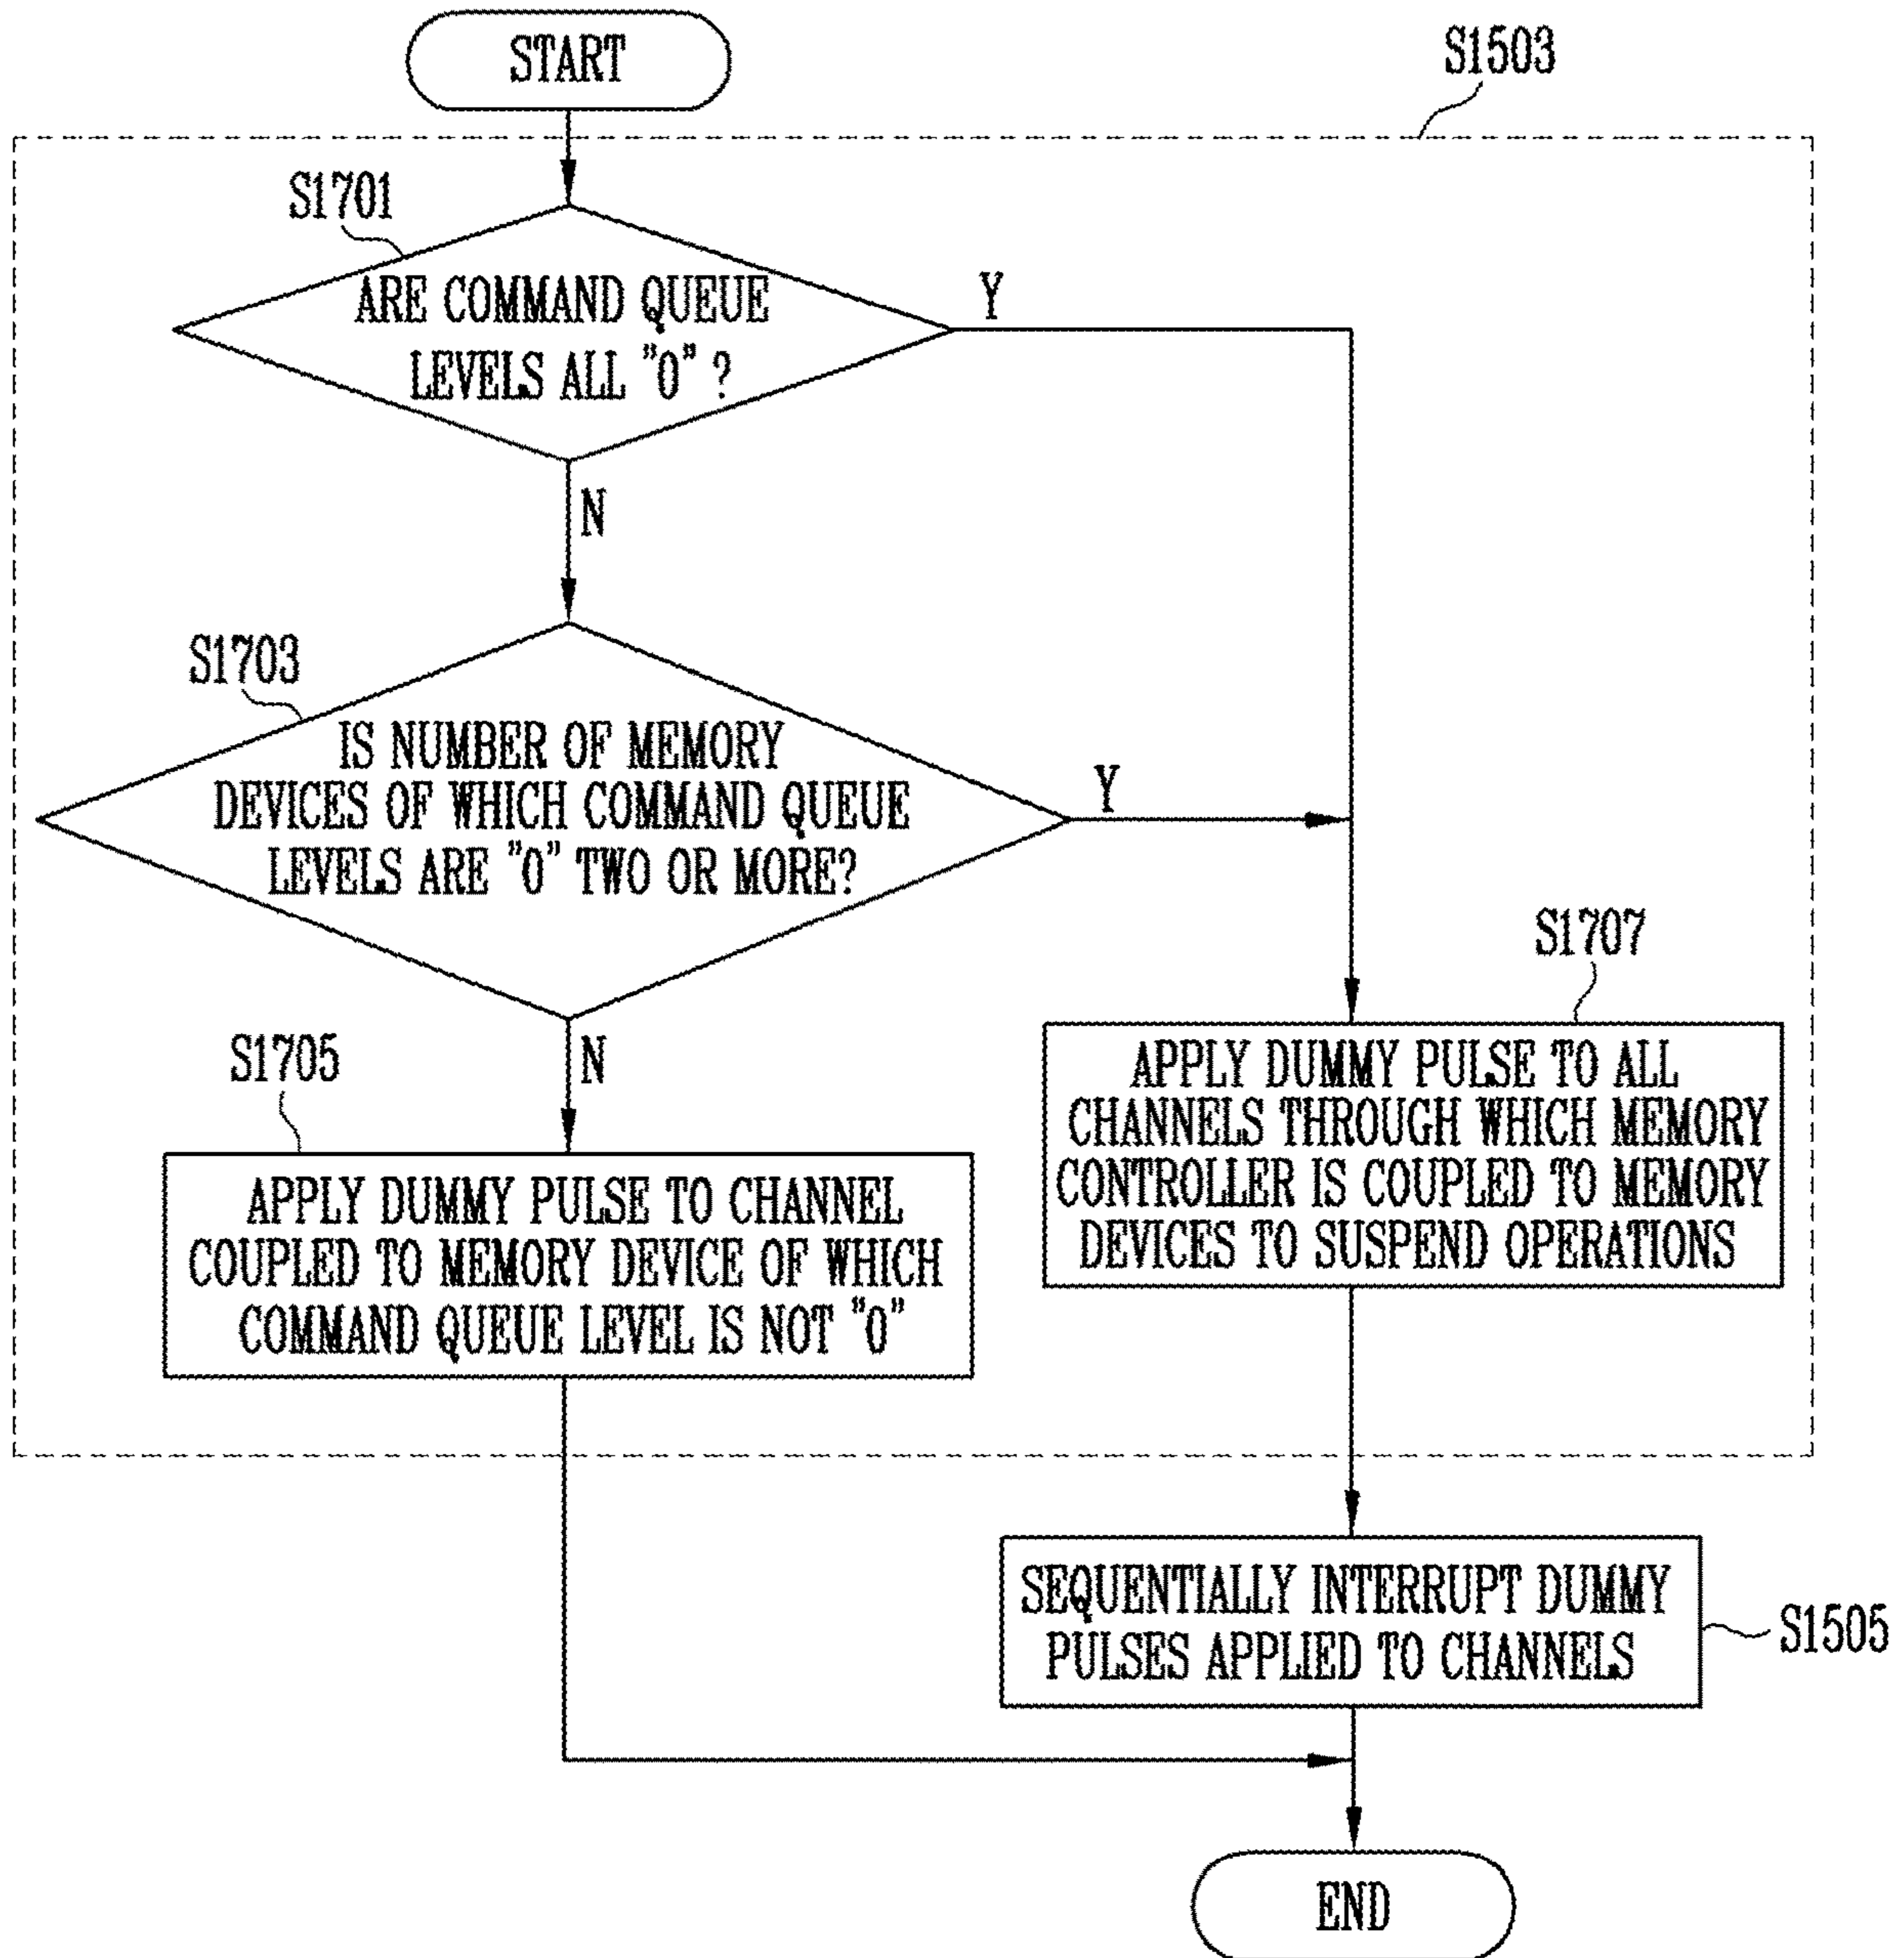 START
S1503
S1701
ARE COMMAND QUEUE
LEVELS ALL "0" ?
Y
N
S1703
IS NUMBER OF MEMORY
DEVICES OF WHICH COMMAND QUEUE
LEVELS ARE "0" TWO OR MORE?
Y
N
S1705
APPLY DUMMY PULSE TO CHANNEL
COUPLED TO MEMORY DEVICE OF WHICH
COMMAND QUEUE LEVEL IS NOT "0"
S1707
APPLY DUMMY PULSE TO ALL
CHANNELS THROUGH WHICH MEMORY
CONTROLLER IS COUPLED TO MEMORY
DEVICES TO SUSPEND OPERATIONS
SEQUENTIALLY INTERRUPT DUMMY
PULSES APPLIED TO CHANNELS
S1505
END